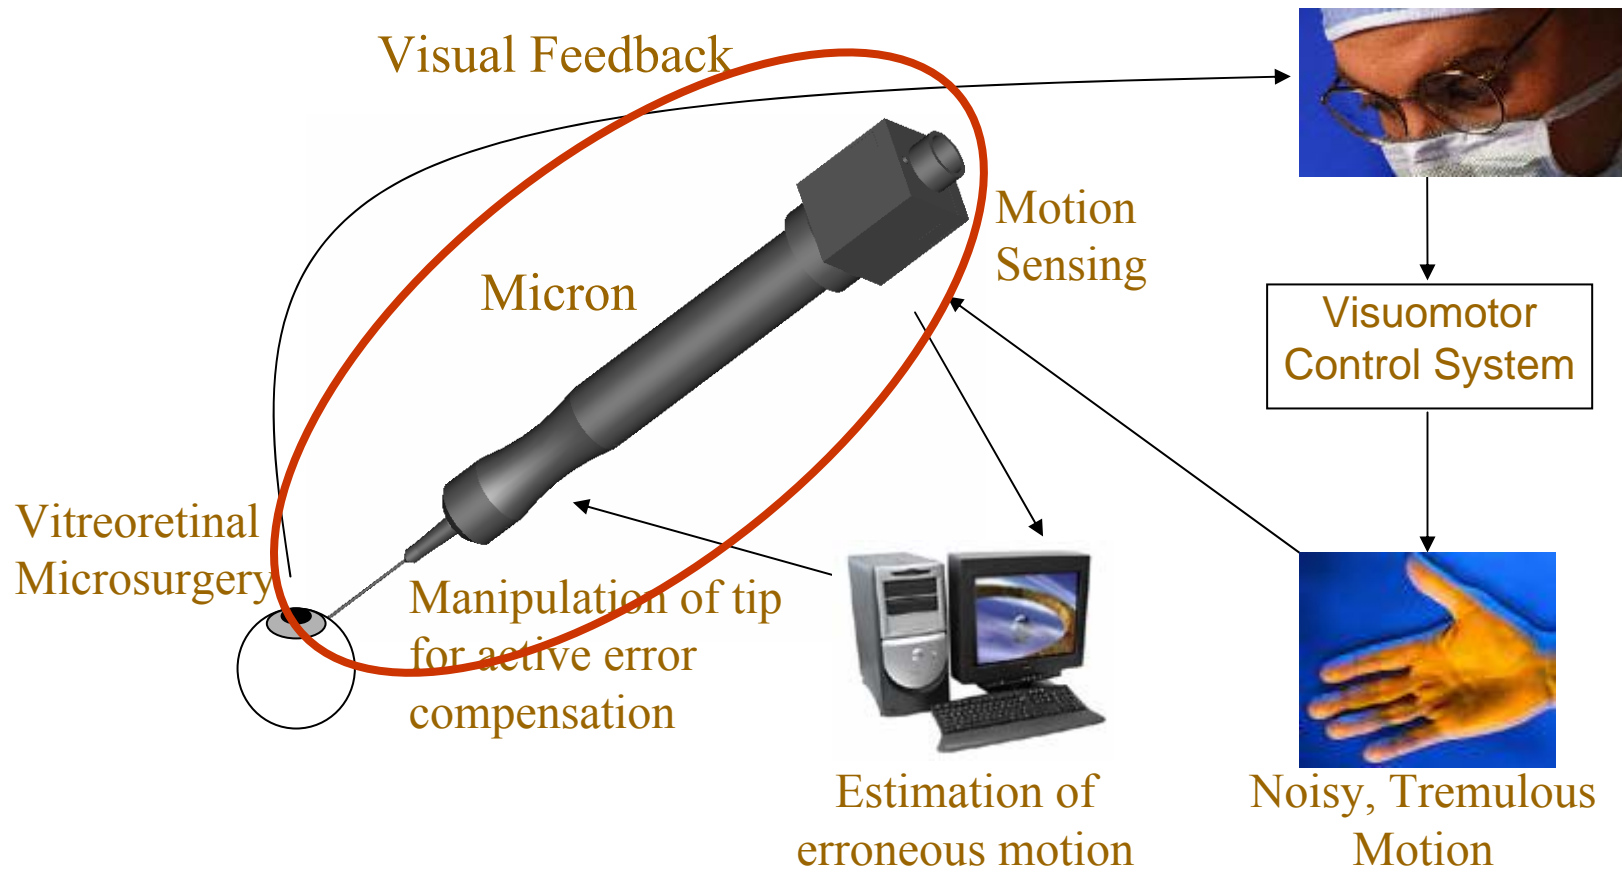 Visual Feedback
Micron
Motion
Sensing
Visuomotor
Control System
Vitreoretinal
Microsurgery
Manipulation of tip
for active error
compensation
Estimation of
erroneous motion
Noisy, Tremulous
Motion